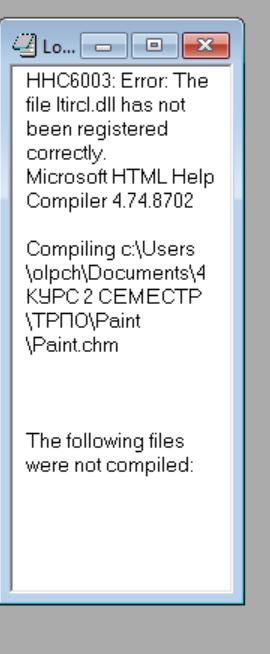 Lo...
HHC6003: Error: The
file Itircl.dll has not
been registered
correctly.
Microsoft HTML Help
Compiler 4.74.8702
Compiling c:\Users
\olpch\Documents\4
КУРС 2 СЕМЕСТР
\ТРПО\Paint
\Paint.chm
The following files
were not compiled: